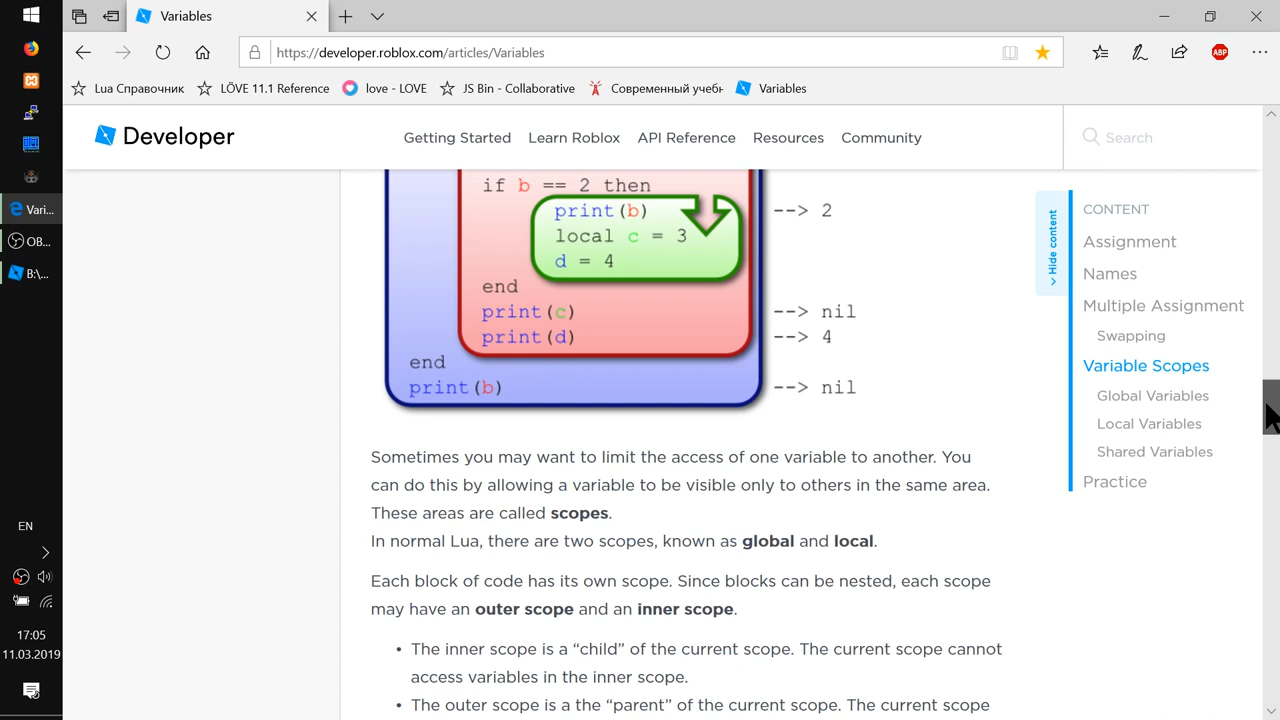 Variables
https://developer.roblox.com/articles/Variables
ABP
Lua Справочник
LÖVE 11.1 Reference
love - LOVE
JS Bin - Collaborative
Современный учебн
Variables
Developer
Getting Started
Learn Roblox
API Reference
Resources
Community
Search
if b == 2 then
print(b) --> 2
local c = 3
d = 4
end
print(c) --> nil
print(d) --> 4
end
print(b) --> nil
Sometimes you may want to limit the access of one variable to another. You
can do this by allowing a variable to be visible only to others in the same area.
These areas are called scopes.
In normal Lua, there are two scopes, known as global and local.
Each block of code has its own scope. Since blocks can be nested, each scope
may have an outer scope and an inner scope.
• The inner scope is a “child” of the current scope. The current scope cannot
access variables in the inner scope.
• The outer scope is a the “parent” of the current scope. The current scope
Hide content
CONTENT
Assignment
Names
Multiple Assignment
Swapping
Variable Scopes
Global Variables
Local Variables
Shared Variables
Practice
Vari...
OB...
B:\...
EN
17:05
11.03.2019